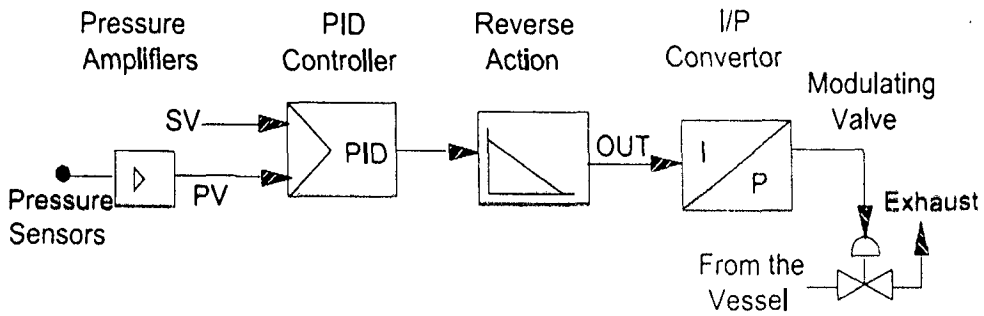 Pressure
Amplifiers
PID
Controller
Reverse
Action
I/P
Convertor
Modulating
Valve
SV
PID
OUT
I
P
PV
Pressure
Sensors
Exhaust
From the
Vessel